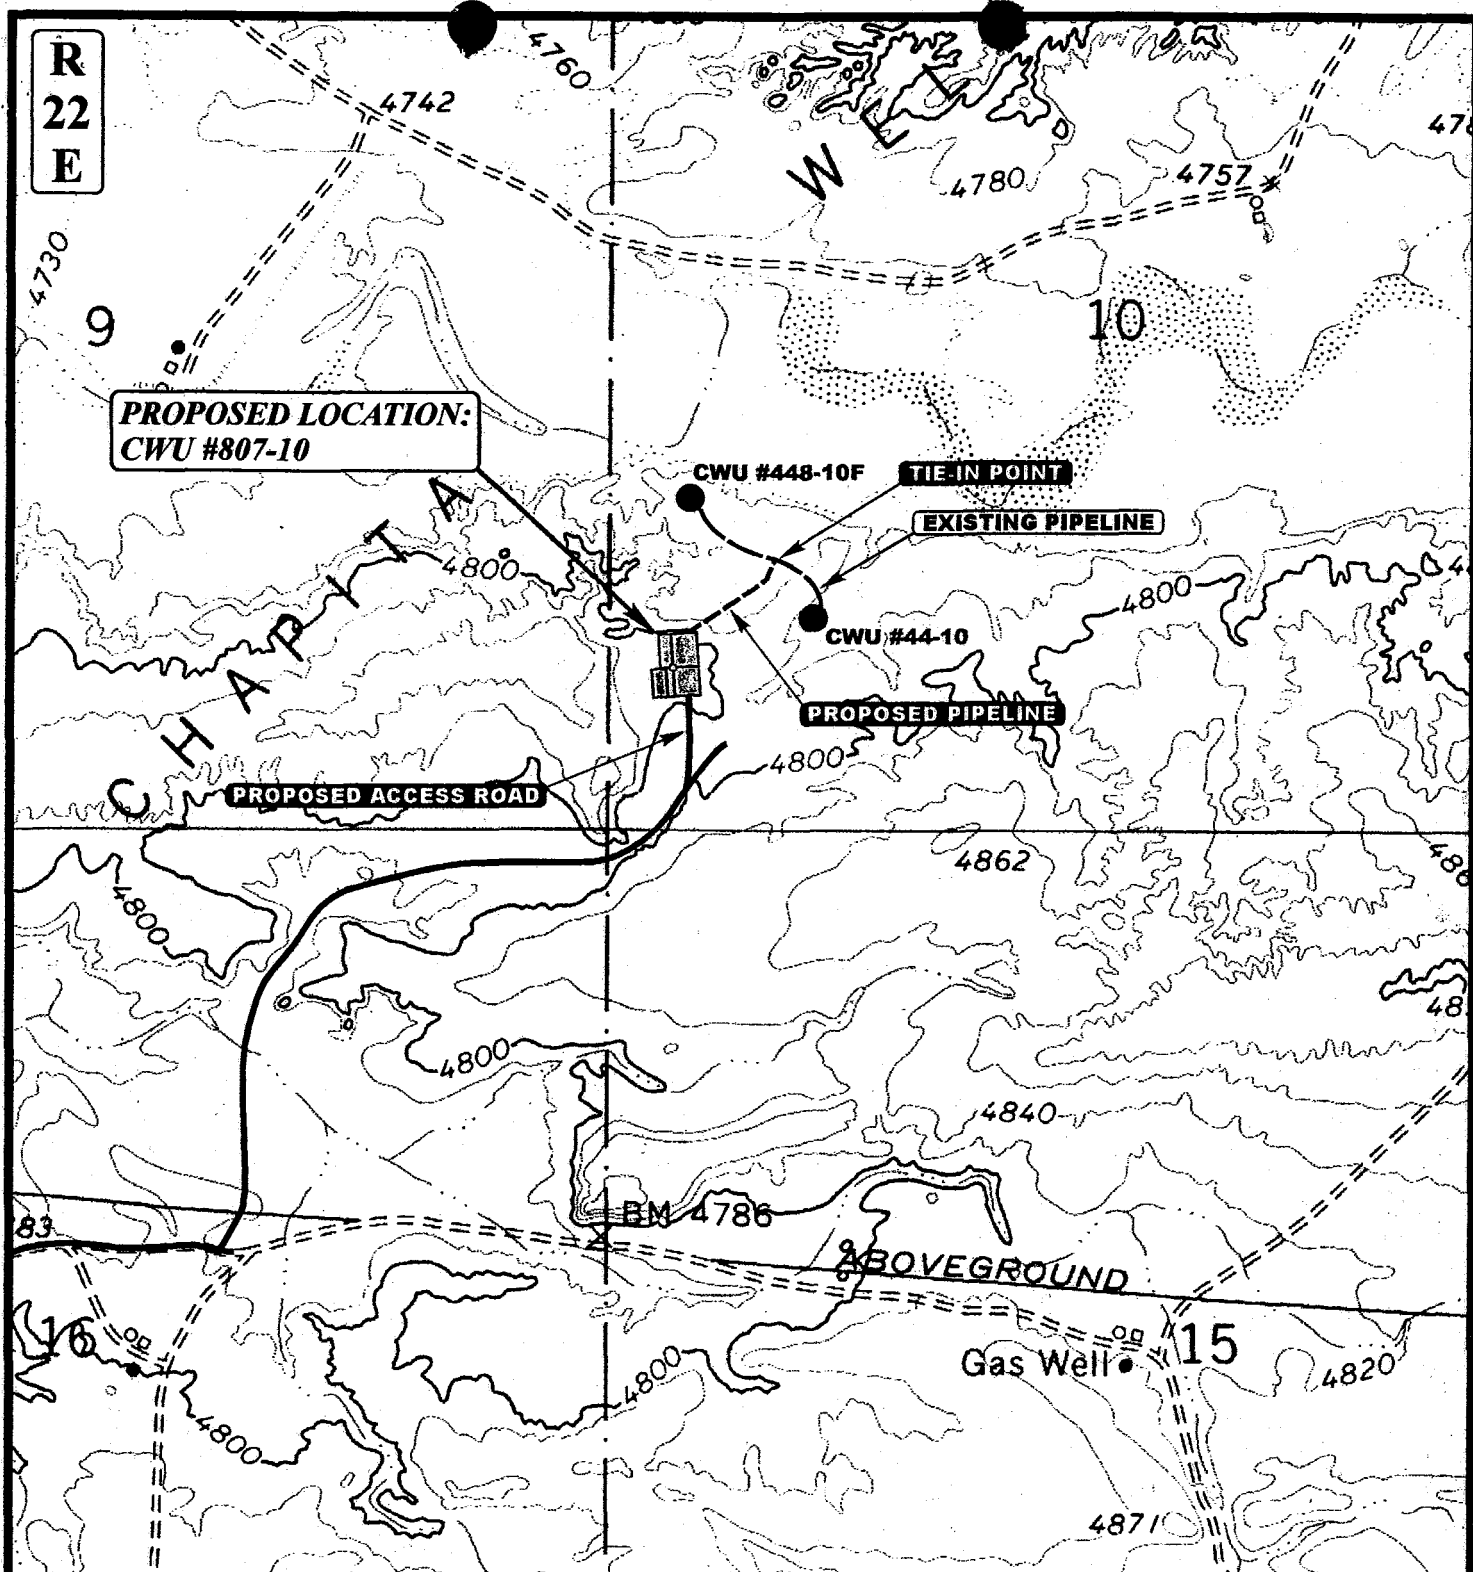 R
22
E
4760
4742
W E
4780
4757
4730
9
10
PROPOSED LOCATION:
CWU #807-10
CWU #448-10F
TIE-IN POINT
EXISTING PIPELINE
C H A P I T A
4800
4800
CWU #44-10
PROPOSED PIPELINE
4800
PROPOSED ACCESS ROAD
4862
4800
4800
4840
BM 4786
83
ABOVEGROUND
16
15
Gas Well
4820
4800
4800
4871